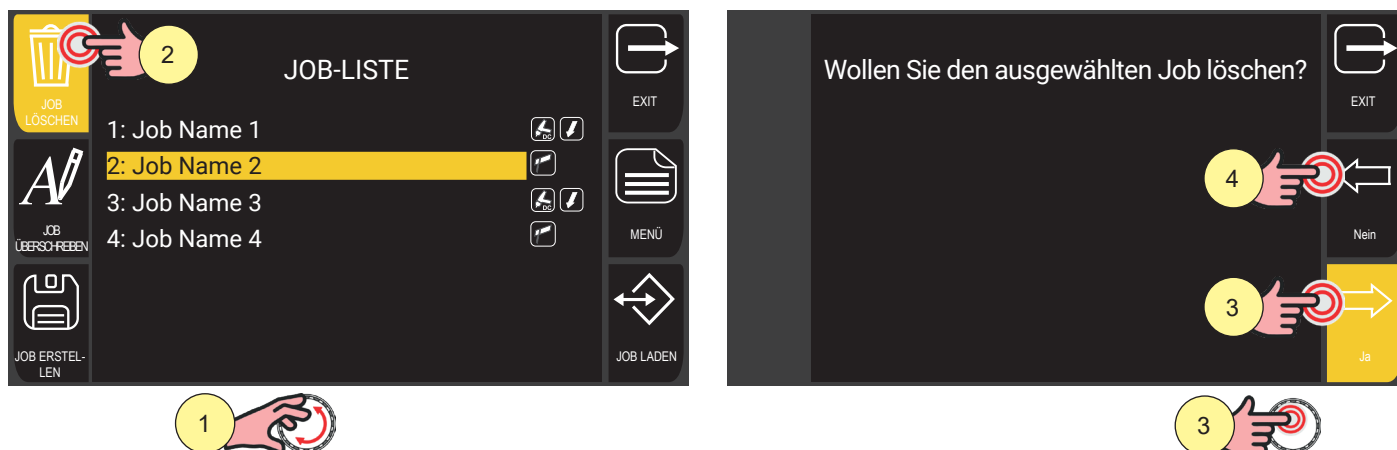 2
JOB
LÖSCHEN
JOB-LISTE
EXIT
1: Job Name 1
DC
2: Job Name 2
3: Job Name 3
DC
4: Job Name 4
JOB
ÜBERSCHREIBEN
MENÜ
JOB ERSTEL-
LEN
JOB LADEN
1
Wollen Sie den ausgewählten Job löschen?
EXIT
4
Nein
3
Ja
3